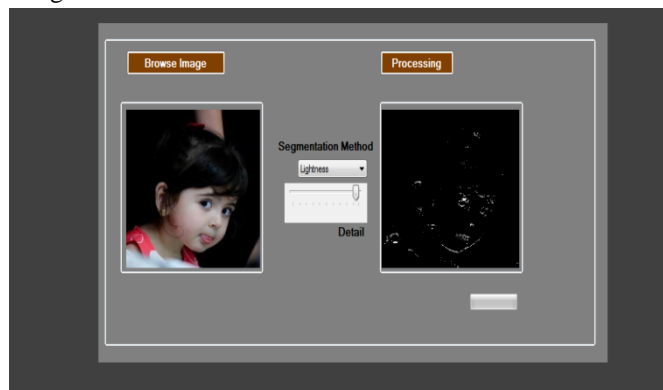 Browse Image
Processing
Segmentation Method
Lightness
Detail